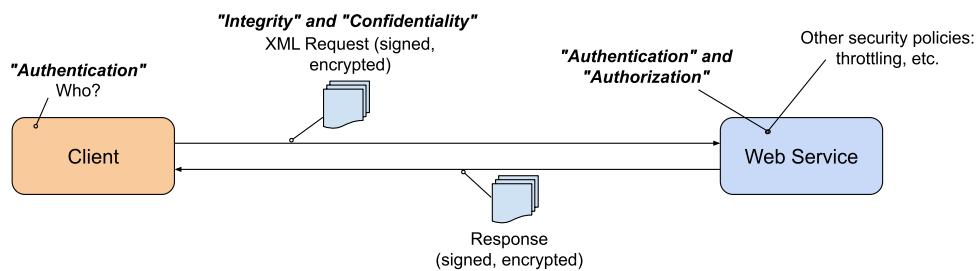 "Integrity" and "Confidentiality"
XML Request (signed,
encrypted)
Other security policies:
throttling, etc.
"Authentication" and
"Authorization"
"Authentication"
Who?
Client
Web Service
Response
(signed, encrypted)